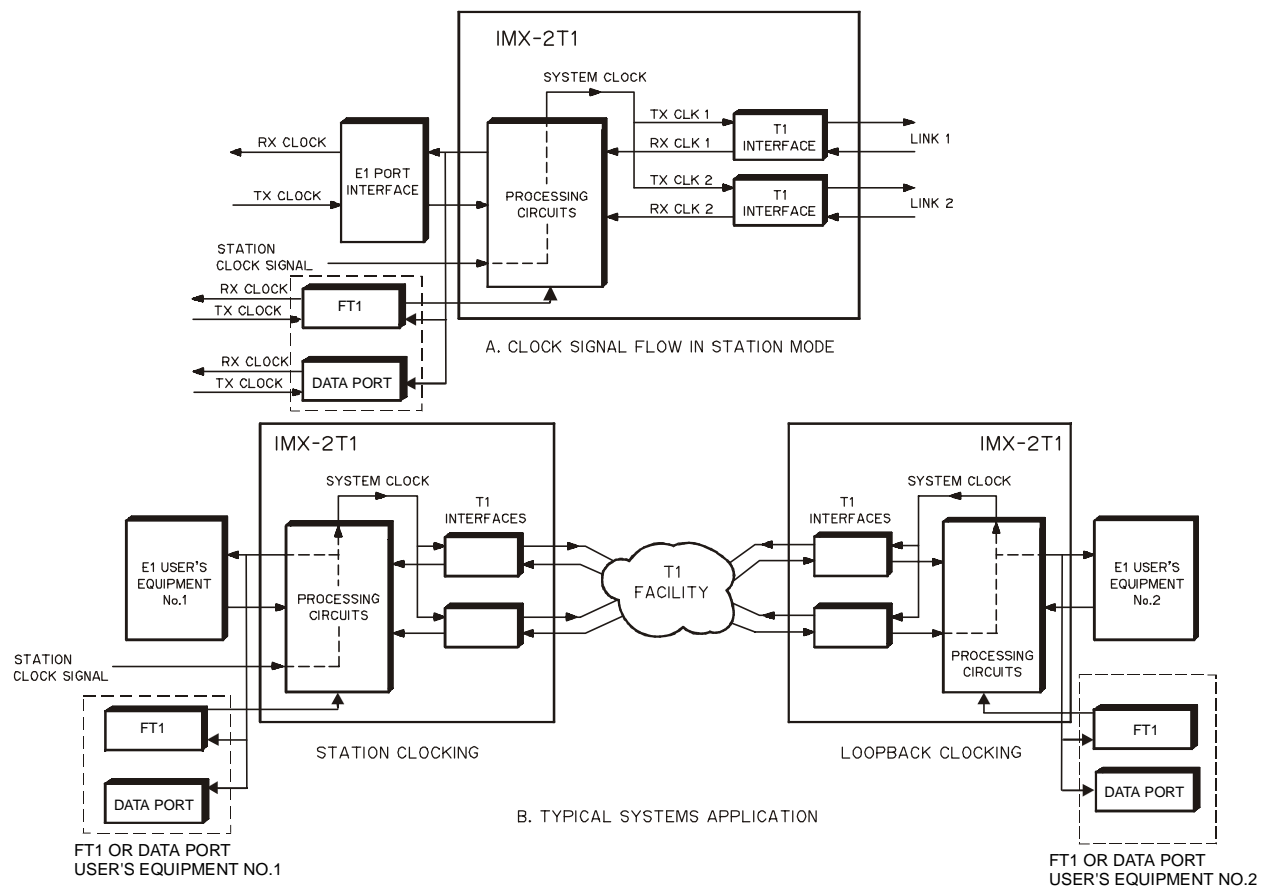 IMX-2T1
SYSTEM CLOCK
RX CLOCK
TX CLOCK
E1 PORT
INTERFACE
PROCESSING
CIRCUITS
TX CLK 1
RX CLK 1
T1
INTERFACE
LINK 1
TX CLK 2
RX CLK 2
T1
INTERFACE
LINK 2
STATION
CLOCK SIGNAL
RX CLOCK
TX CLOCK
FT1
RX CLOCK
TX CLOCK
DATA PORT
A. CLOCK SIGNAL FLOW IN STATION MODE
IMX-2T1
SYSTEM CLOCK
T1
INTERFACES
E1 USER'S
EQUIPMENT
No.1
PROCESSING
CIRCUITS
STATION
CLOCK SIGNAL
FT1
DATA PORT
STATION CLOCKING
FT1 OR DATA PORT
USER'S EQUIPMENT NO.1
T1
FACILITY
IMX-2T1
SYSTEM CLOCK
T1
INTERFACES
E1 USER'S
EQUIPMENT
No.2
PROCESSING
CIRCUITS
FT1
DATA PORT
LOOPBACK CLOCKING
B. TYPICAL SYSTEMS APPLICATION
FT1 OR DATA PORT
USER'S EQUIPMENT NO.2